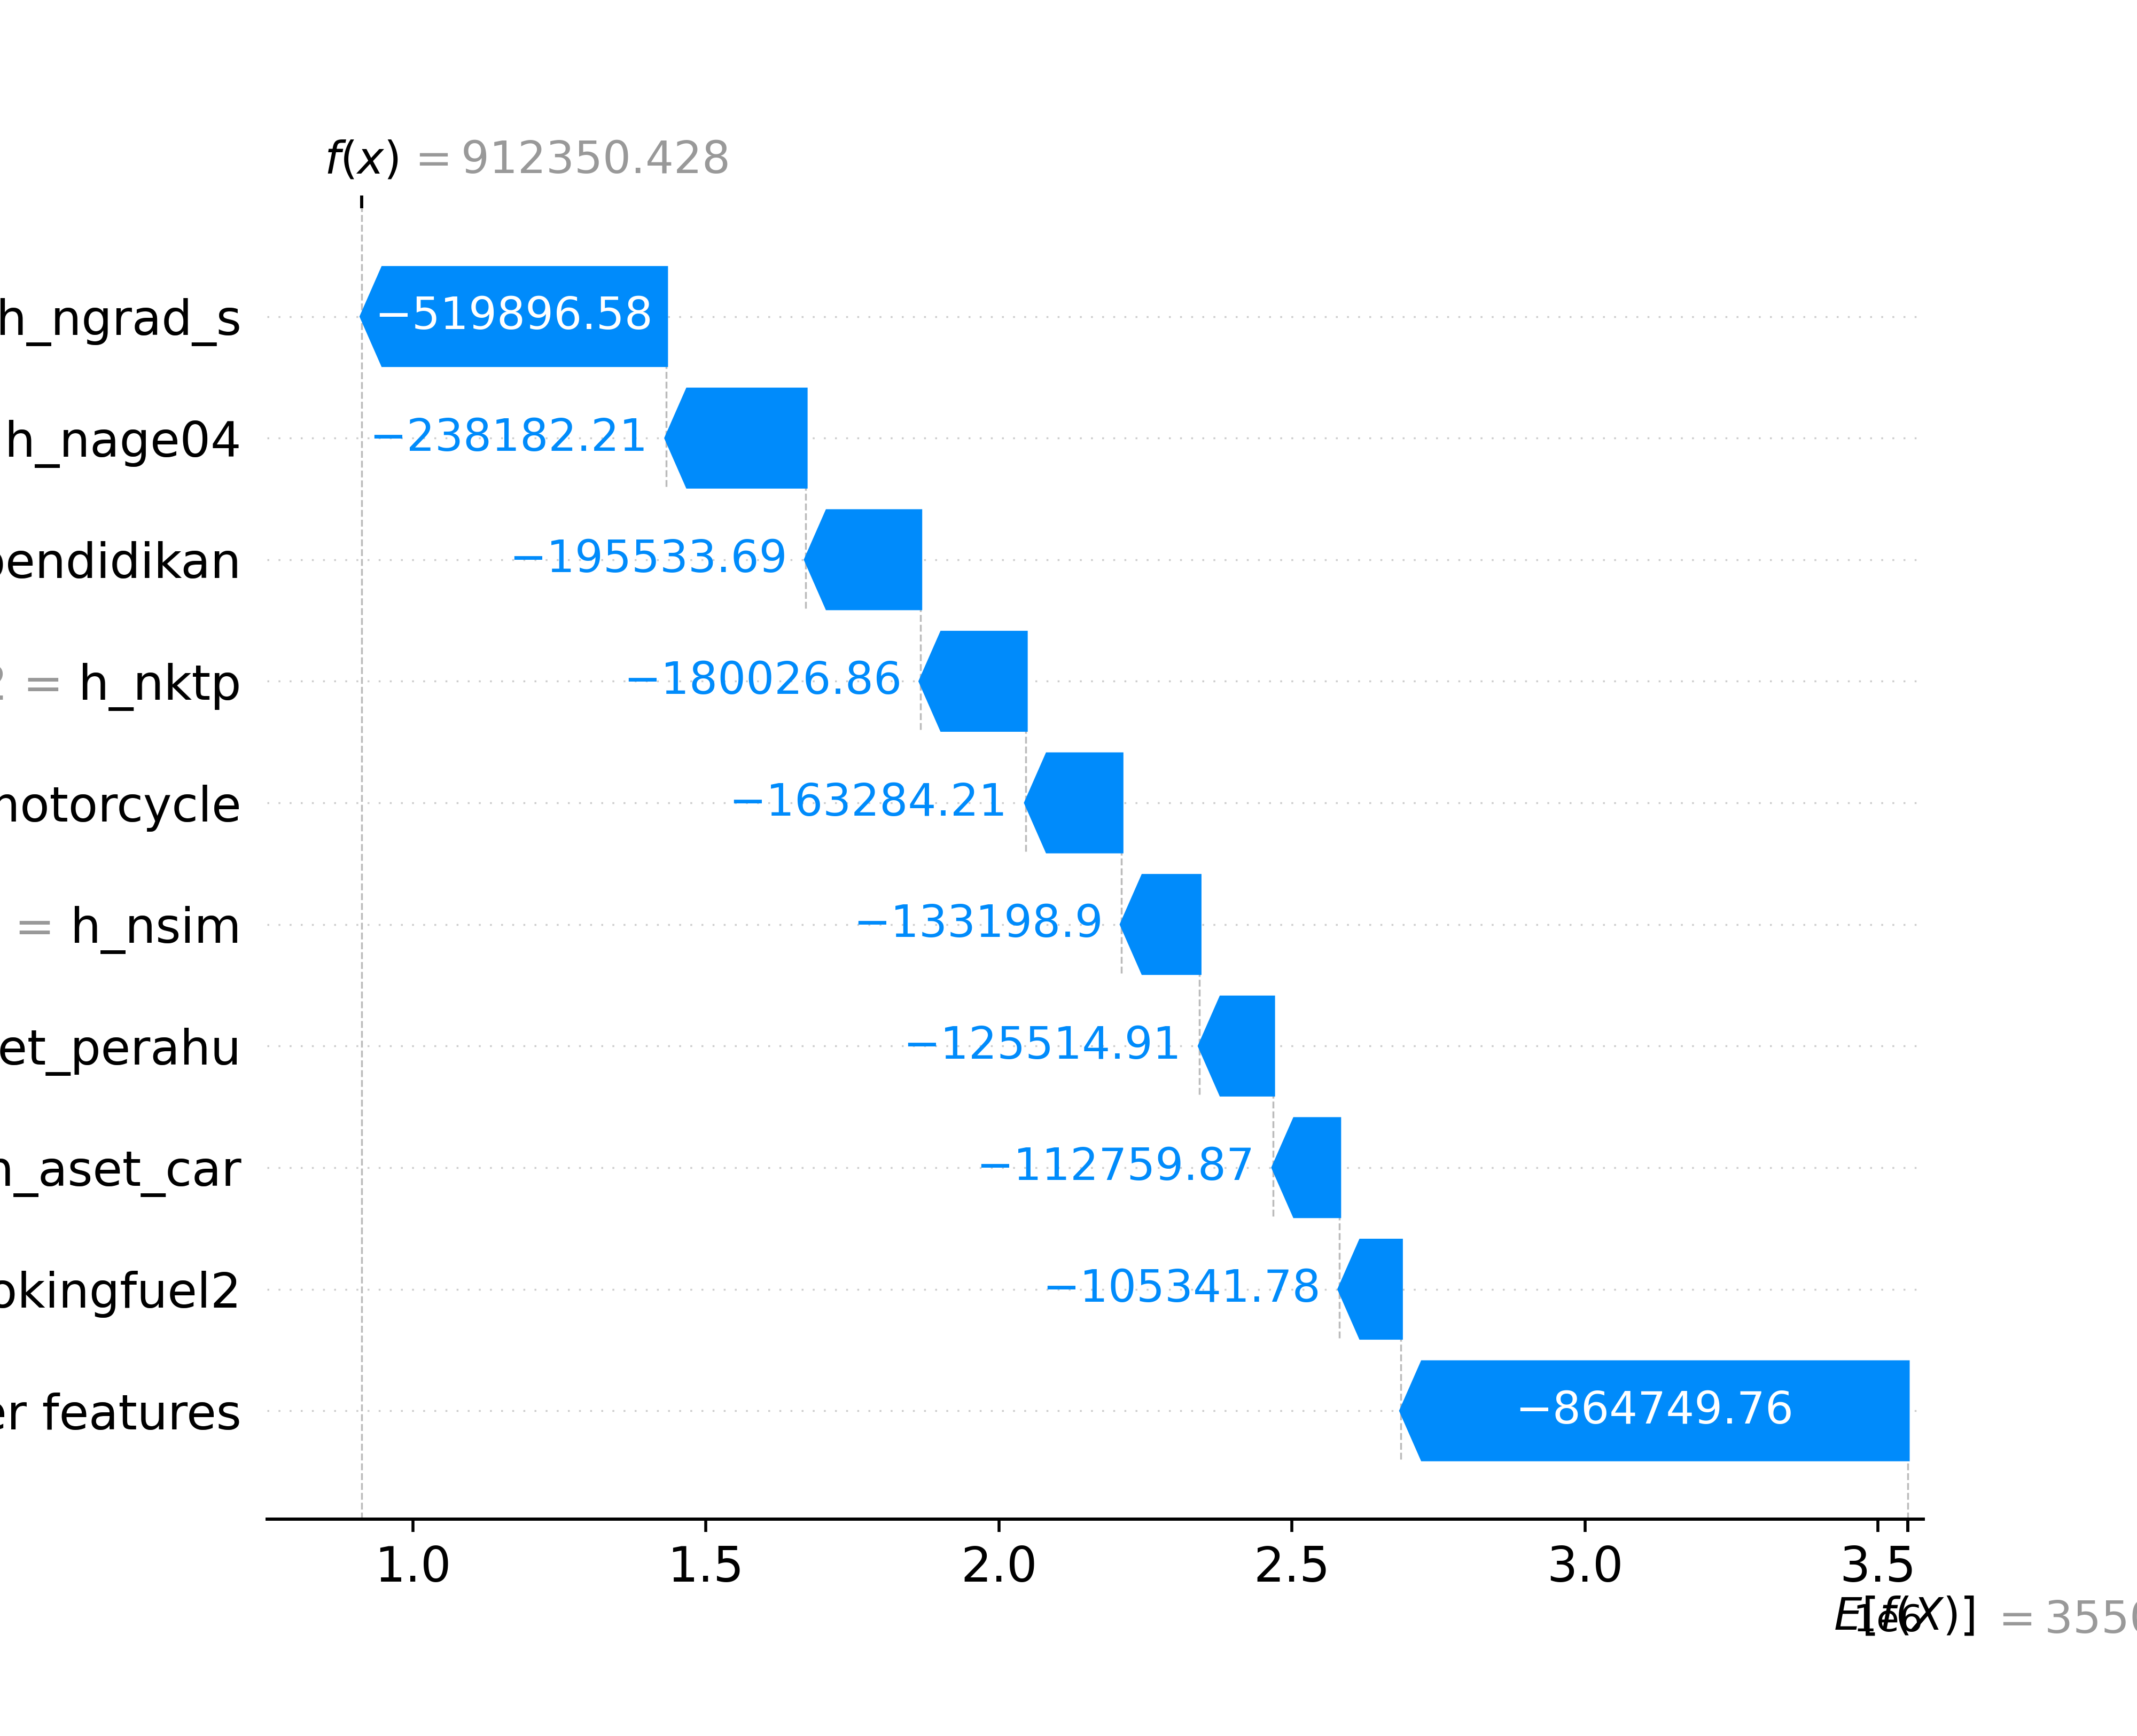 f(x) = 912350.428
h_ngrad_s
−519896.58
h_nage04
−238182.21
pendidikan
−195533.69
= h_nktp
−180026.86
motorcycle
−163284.21
= h_nsim
−133198.9
et_perahu
−125514.91
h_aset_car
−112759.87
okingfuel2
−105341.78
er features
−864749.76
1.0 1.5 2.0 2.5 3.0 3.5
1e6
E[f(X)] = 3550